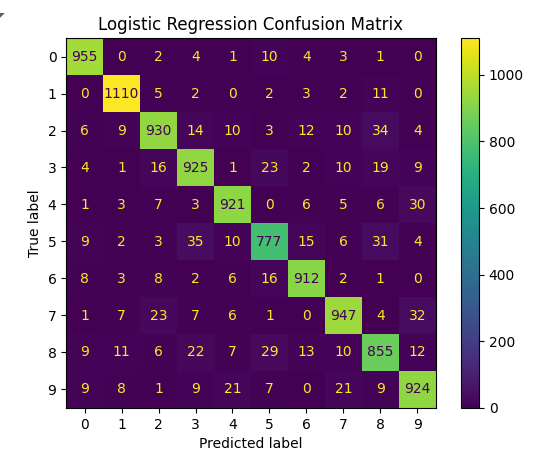 Logistic Regression Confusion Matrix
0 955 0 2 4 1 10 4 3 1 0
1 0 1110 5 2 0 2 3 2 11 0
2 6 9 930 14 10 3 12 10 34 4
3 4 1 16 925 1 23 2 10 19 9
4 1 3 7 3 921 0 6 5 6 30
5 9 2 3 35 10 777 15 6 31 4
6 8 3 8 2 6 16 912 2 1 0
7 1 7 23 7 6 1 0 947 4 32
8 9 11 6 22 7 29 13 10 855 12
9 9 8 1 9 21 7 0 21 9 924
0 1 2 3 4 5 6 7 8 9
True label
Predicted label
1000
800
600
400
200
0